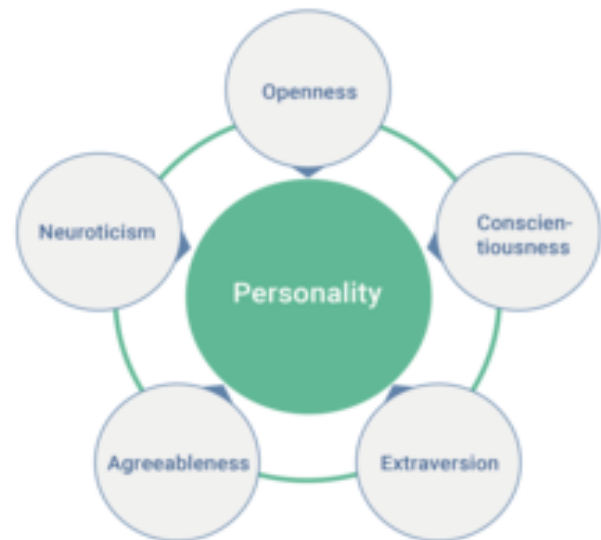 Openness
Neuroticism
Conscien-
tiousness
Personality
Agreeableness
Extraversion